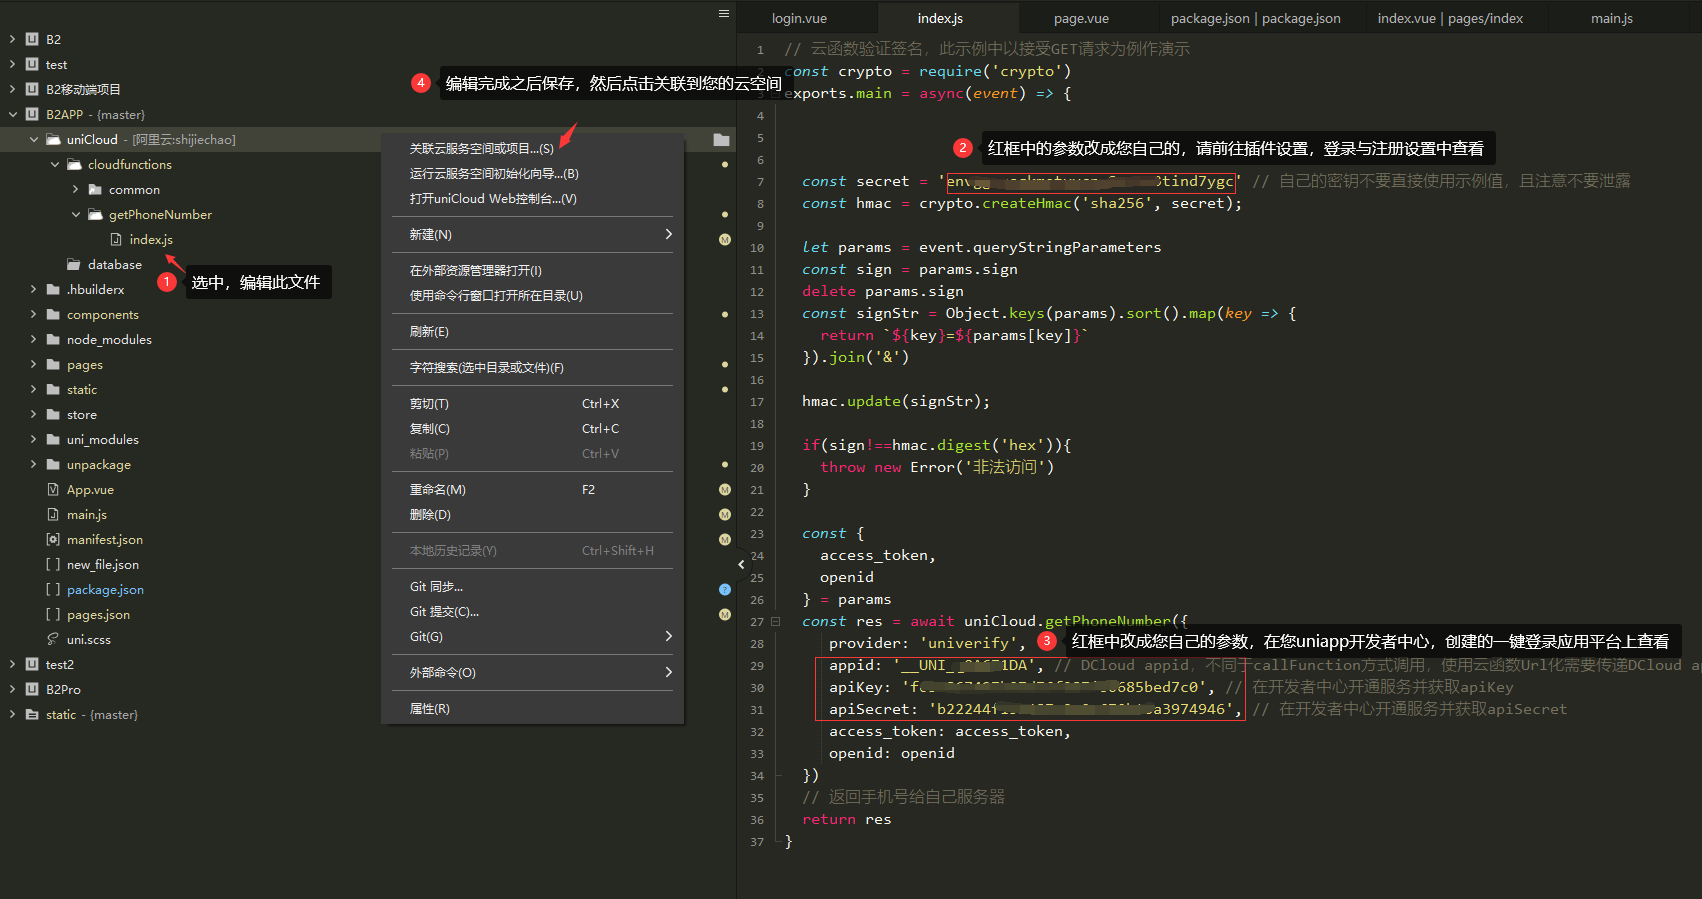 login.vue
index.js
page.vue
package.json | package.json
index.vue | pages/index
main.js
B2
test
B2移动端项目
B2APP - {master}
uniCloud - [阿里云:shijiechao]
cloudfunctions
common
getPhoneNumber
index.js
database
.hbuilderx
components
node_modules
pages
static
store
uni_modules
unpackage
App.vue
main.js
manifest.json
new_file.json
package.json
pages.json
uni.scss
test2
B2Pro
static - {master}
1 选中，编辑此文件
4 编辑完成之后保存，然后点击关联到您的云空间
关联云服务空间或项目...(S)
运行云服务空间初始化向导...(B)
打开uniCloud Web控制台...(V)
新建(N)
在外部资源管理器打开(I)
使用命令行窗口打开所在目录(U)
刷新(E)
字符搜索(选中目录或文件)(F)
剪切(T) Ctrl+X
复制(C) Ctrl+C
粘贴(P) Ctrl+V
重命名(M) F2
删除(D)
本地历史记录(Y) Ctrl+Shift+H
Git 同步...
Git 提交(C)...
Git(G)
外部命令(O)
属性(R)
M
M
M
M
?
M
1 // 云函数验证签名，此示例中以接受GET请求为例作演示
2 const crypto = require('crypto')
exports.main = async(event) => {
4
5
2 红框中的参数改成您自己的，请前往插件设置，登录与注册设置中查看
6
7 const secret = 'env tind7ygc' // 自己的密钥不要直接使用示例值，且注意不要泄露
8 const hmac = crypto.createHmac('sha256', secret);
9
10 let params = event.queryStringParameters
11 const sign = params.sign
12 delete params.sign
13 const signStr = Object.keys(params).sort().map(key => {
14 return `${key}=${params[key]}`
15 }).join('&')
16
17 hmac.update(signStr);
18
19 if(sign!==hmac.digest('hex')){
20 throw new Error('非法访问')
21 }
22
23 const {
24 access_token,
25 openid
26 } = params
27 const res = await uniCloud.getPhoneNumber({
28 provider: 'univerify',
3 红框中改成您自己的参数，在您uniapp开发者中心，创建的一键登录应用平台上查看
29 appid: '__UNI__ 1DA', // DCloud appid，不同于callFunction方式调用，使用云函数Url化需要传递DCloud ap
30 apiKey: 'f 685bed7c0', // 在开发者中心开通服务并获取apiKey
31 apiSecret: 'b22244f a3974946', // 在开发者中心开通服务并获取apiSecret
32 access_token: access_token,
33 openid: openid
34 })
35 // 返回手机号给自己服务器
36 return res
37 }